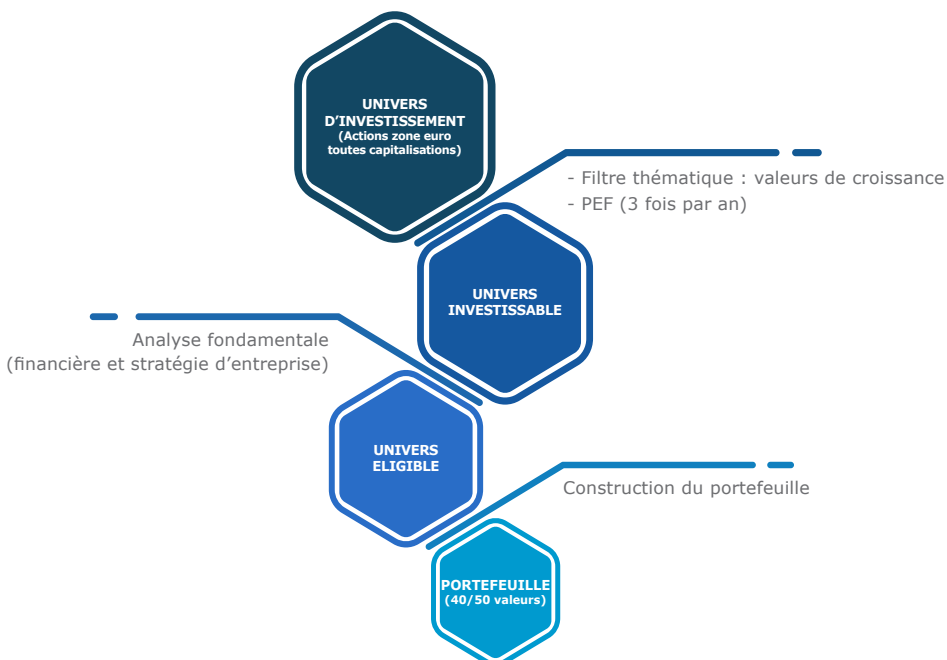 UNIVERS
D’INVESTISSEMENT
(Actions zone euro
toutes capitalisations)
- Filtre thématique : valeurs de croissance
- PEF (3 fois par an)
UNIVERS
INVESTISSABLE
Analyse fondamentale
(financière et stratégie d’entreprise)
UNIVERS
ELIGIBLE
Construction du portefeuille
PORTEFEUILLE
(40/50 valeurs)